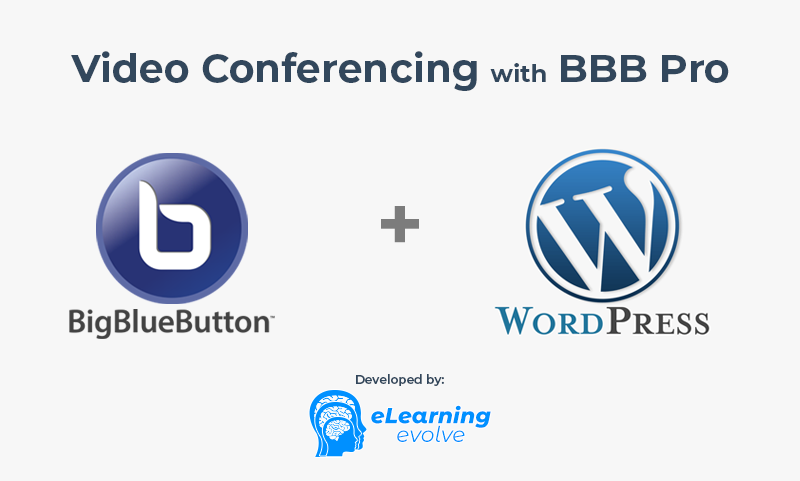 Video Conferencing with BBB Pro
BigBlueButton™
WORDPRESS
Developed by:
eLearning
evolve